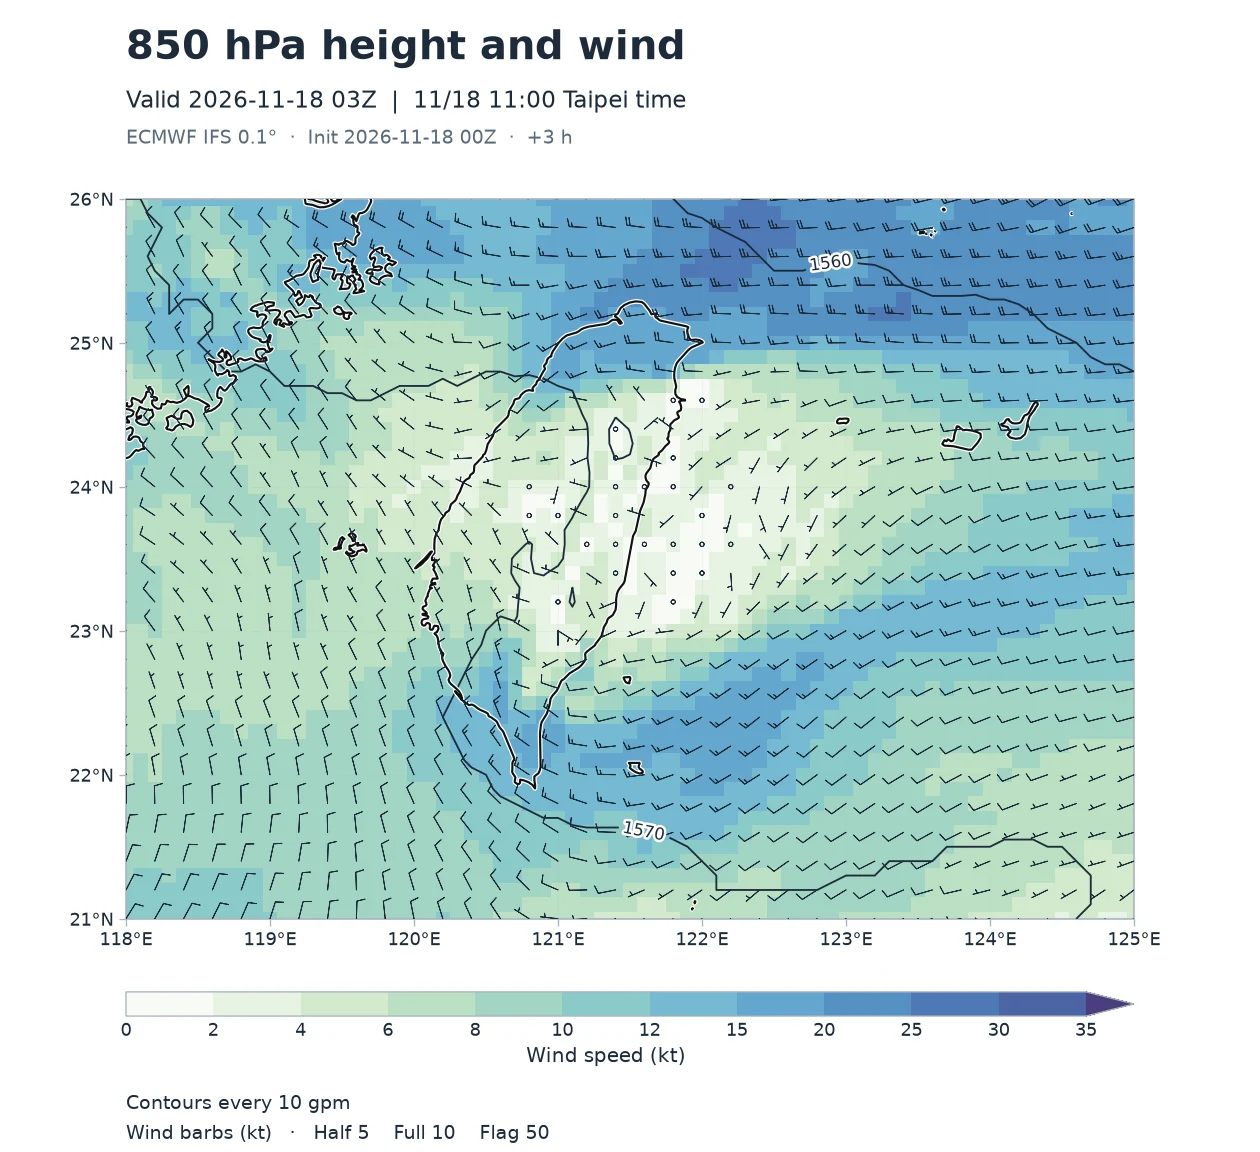 850 hPa height and wind
Valid 2026-11-18 03Z | 11/18 11:00 Taipei time
ECMWF IFS 0.1° · Init 2026-11-18 00Z · +3 h
26°N
1560
25°N
24°N
23°N
22°N
1570
21°N
118°E 119°E 120°E 121°E 122°E 123°E 124°E 125°E
0 2 4 6 8 10 12 15 20 25 30 35
Wind speed (kt)
Contours every 10 gpm
Wind barbs (kt) · Half 5 Full 10 Flag 50